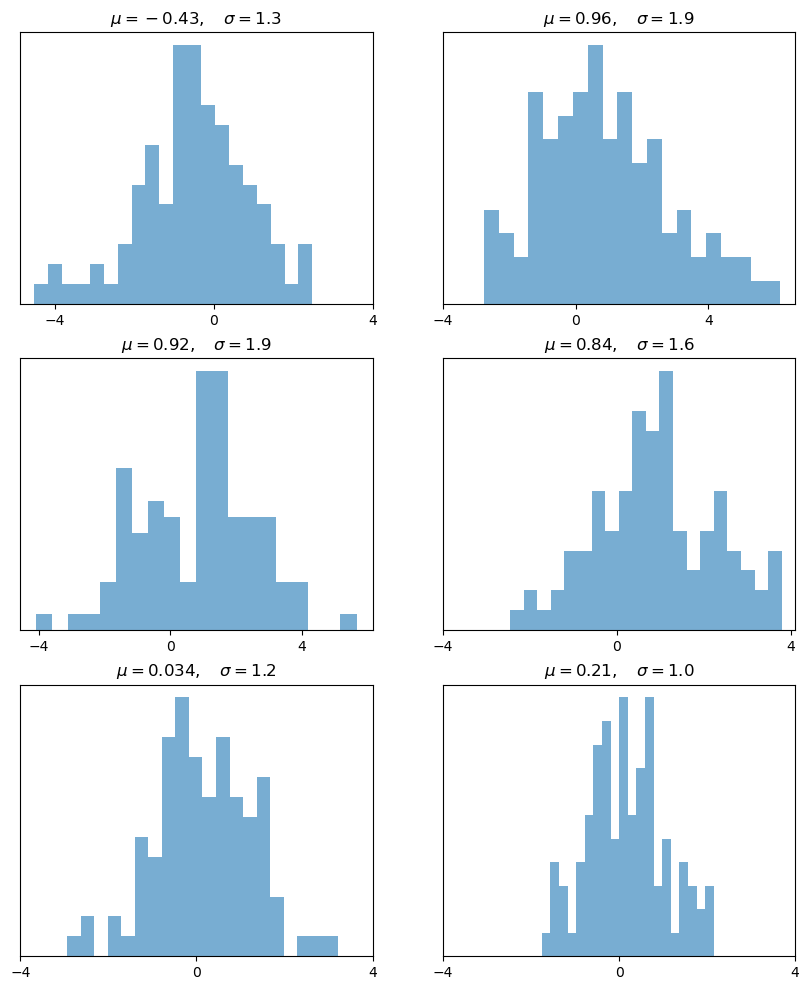 μ = −0.43, σ = 1.3
−4 0 4
μ = 0.96, σ = 1.9
−4 0 4
μ = 0.92, σ = 1.9
−4 0 4
μ = 0.84, σ = 1.6
−4 0 4
μ = 0.034, σ = 1.2
−4 0 4
μ = 0.21, σ = 1.0
−4 0 4